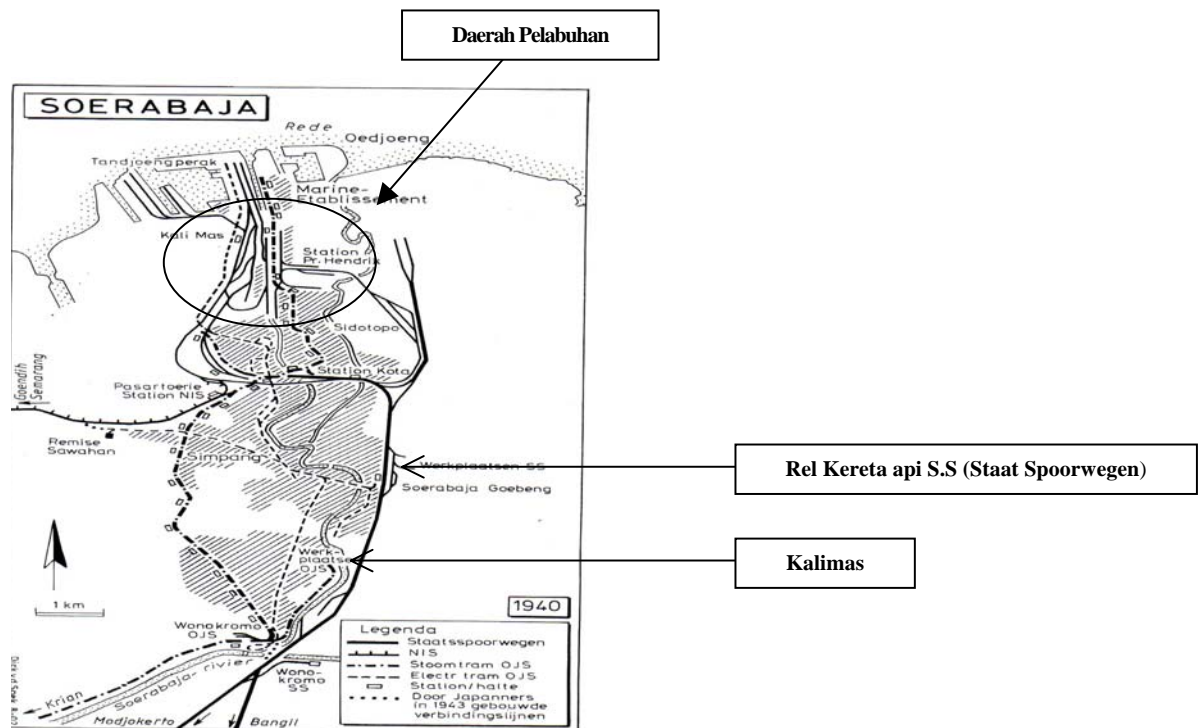 Daerah Pelabuhan
SOERABAJA
Rede
Oedjoeng
Tandjoengperak
Marine-
Etablissement
Kali Mas
Station
Pr. Hendrik
Sidotopo
Station Kota
Goendih
Semarang
Pasartoerie
Station NIS
Remise
Sawahan
Simpang
Werkplaatsen SS
Soerabaja Goebeng
Rel Kereta api S.S (Staat Spoorwegen)
Werk-
plaatse
OJS
Kalimas
1 km
1940
Wonokromo
OJS
Legenda
Staatsspoorwegen
NIS
Stoomtram OJS
Electr tram OJS
Station/halte
Door Japanners
in 1943 gebouwde
verbindingslijnen
Krian
Soerabaja-rivier
Wono-
kromo
SS
Modjokerto
Bangil